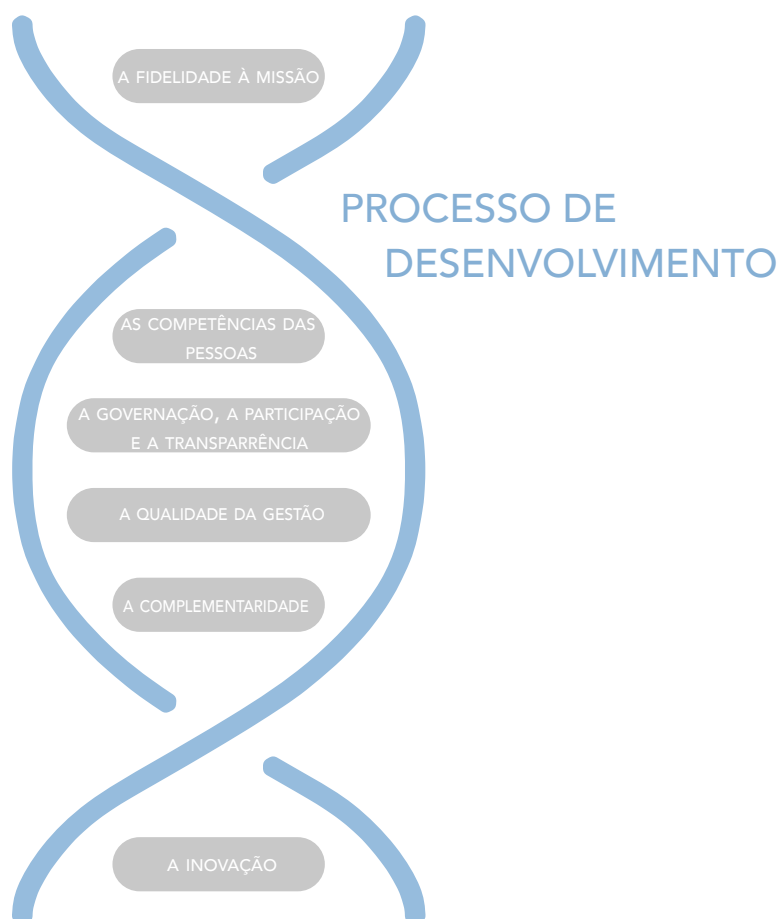 A FIDELIDADE À MISSÃO
PROCESSO DE
DESENVOLVIMENTO
AS COMPETÊNCIAS DAS
PESSOAS
A GOVERNAÇÃO, A PARTICIPAÇÃO
E A TRANSPARRÊNCIA
A QUALIDADE DA GESTÃO
A COMPLEMENTARIDADE
A INOVAÇÃO